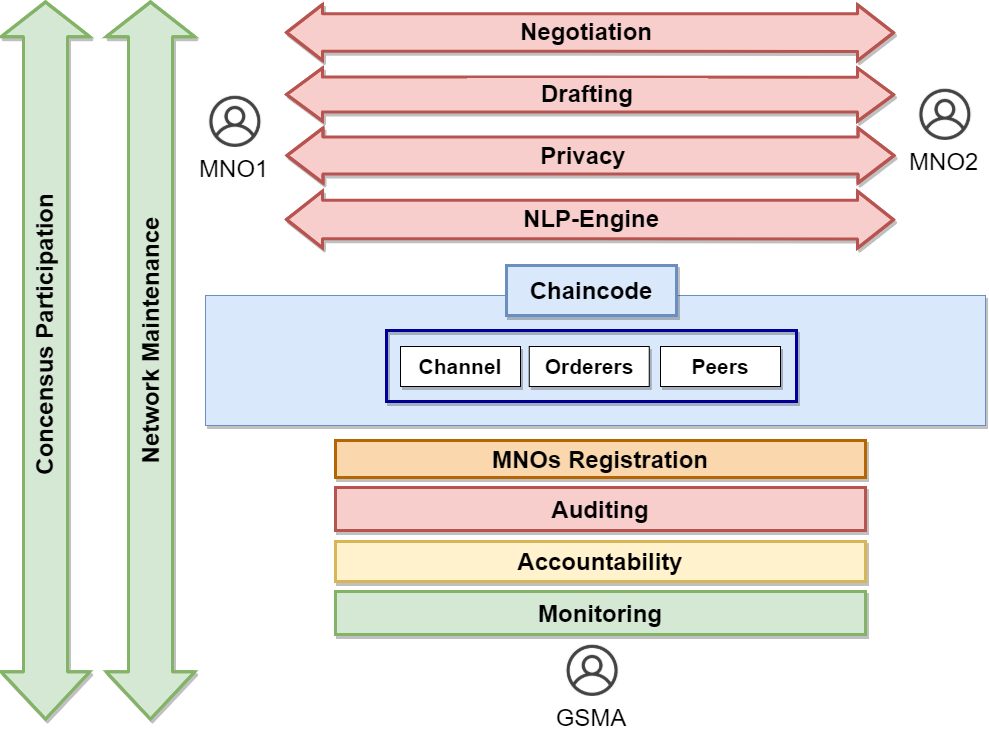 Negotiation
Drafting
Privacy
NLP-Engine
MNO1
MNO2
Concensus Participation
Network Maintenance
Chaincode
Channel
Orderers
Peers
MNOs Registration
Auditing
Accountability
Monitoring
GSMA